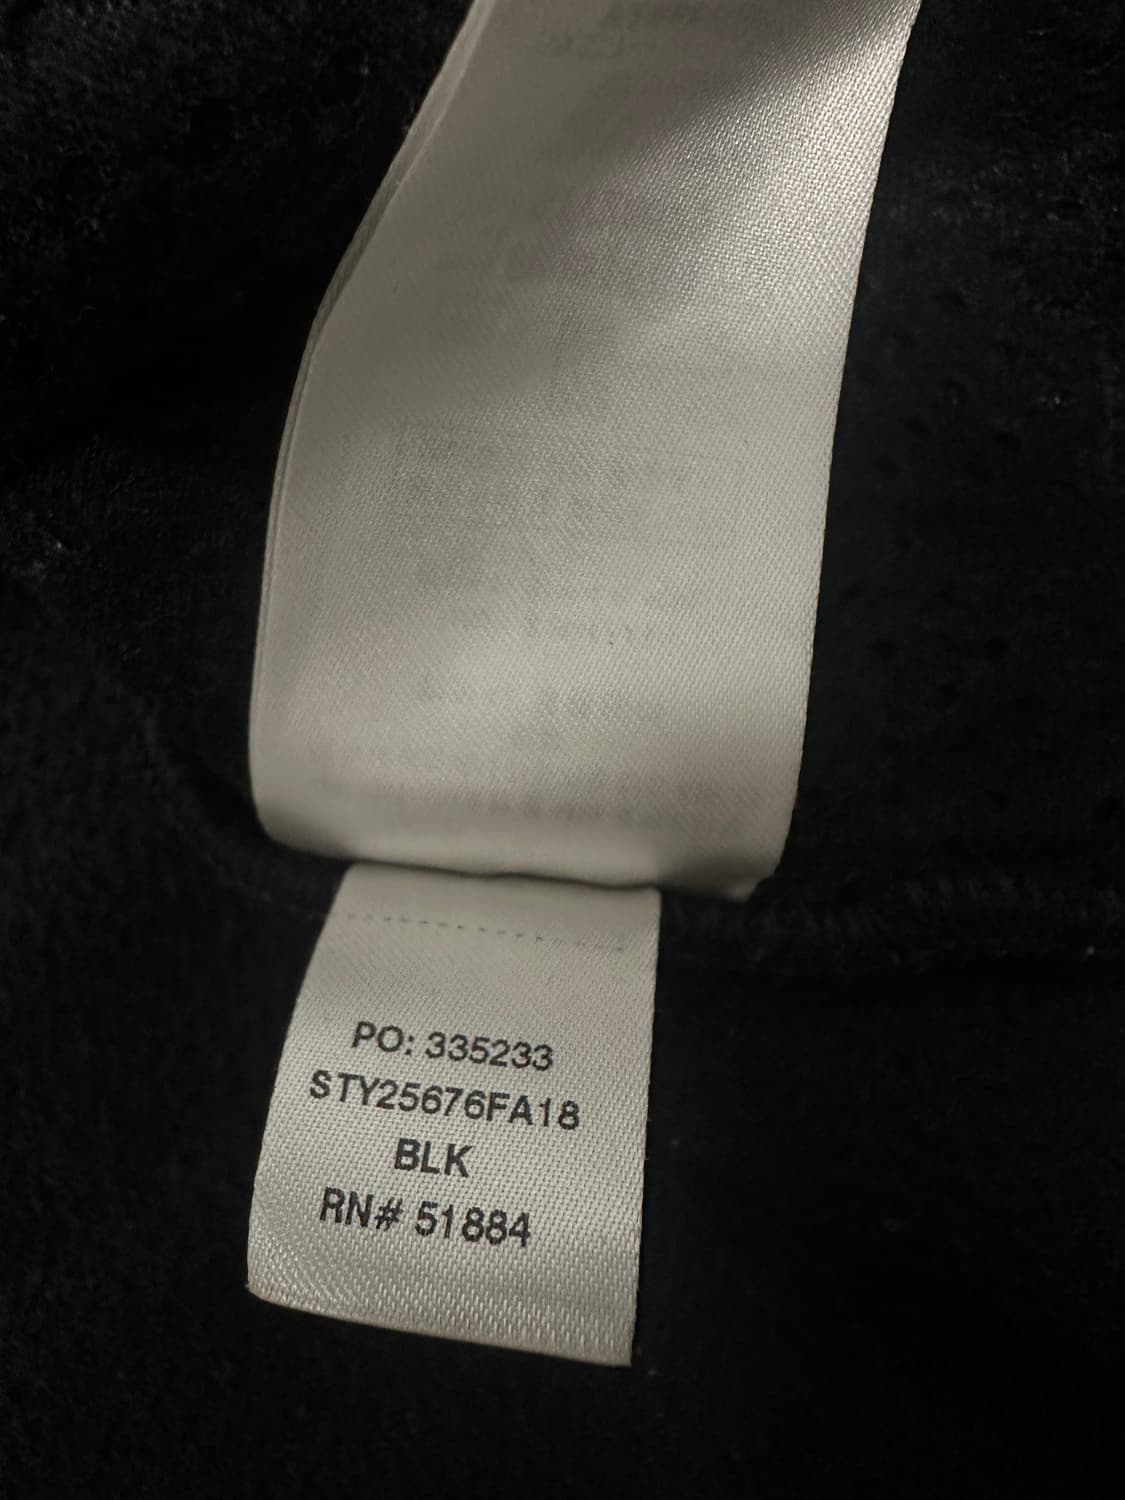 PO: 335233
STY25676FA18
BLK
RN# 51884